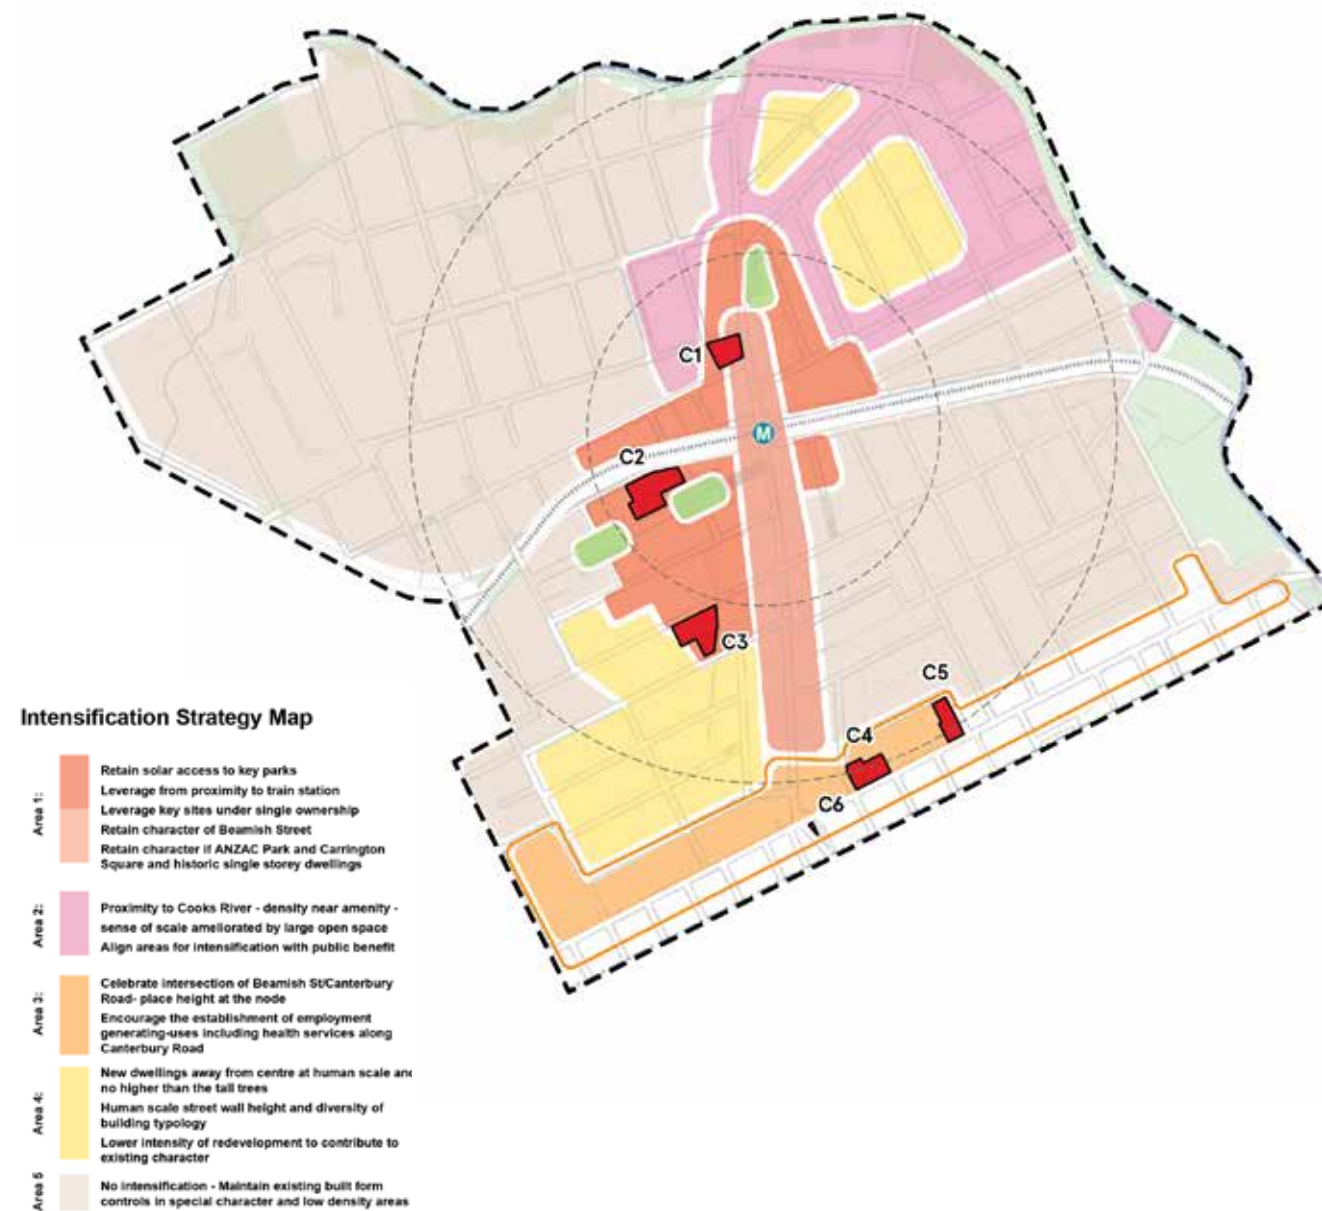 C1
M
C2
C3
C5
C4
C6
Intensification Strategy Map
Area 1:
Retain solar access to key parks
Leverage from proximity to train station
Leverage key sites under single ownership
Retain character of Beamish Street
Retain character if ANZAC Park and Carrington
Square and historic single storey dwellings
Area 2:
Proximity to Cooks River - density near amenity -
sense of scale ameliorated by large open space
Align areas for intensification with public benefit
Area 3:
Celebrate intersection of Beamish St/Canterbury
Road- place height at the node
Encourage the establishment of employment
generating-uses including health services along
Canterbury Road
Area 4:
New dwellings away from centre at human scale and
no higher than the tall trees
Human scale street wall height and diversity of
building typology
Lower intensity of redevelopment to contribute to
existing character
Area 5
No intensification - Maintain existing built form
controls in special character and low density areas